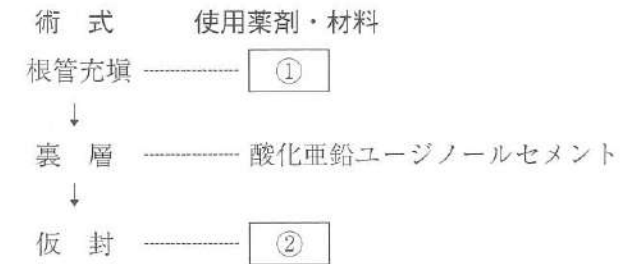 術 式 使用薬剤・材料
根管充塡 ---------- ①
↓
裏 層 ---------- 酸化亜鉛ユージノールセメント
↓
仮 封 ---------- ②